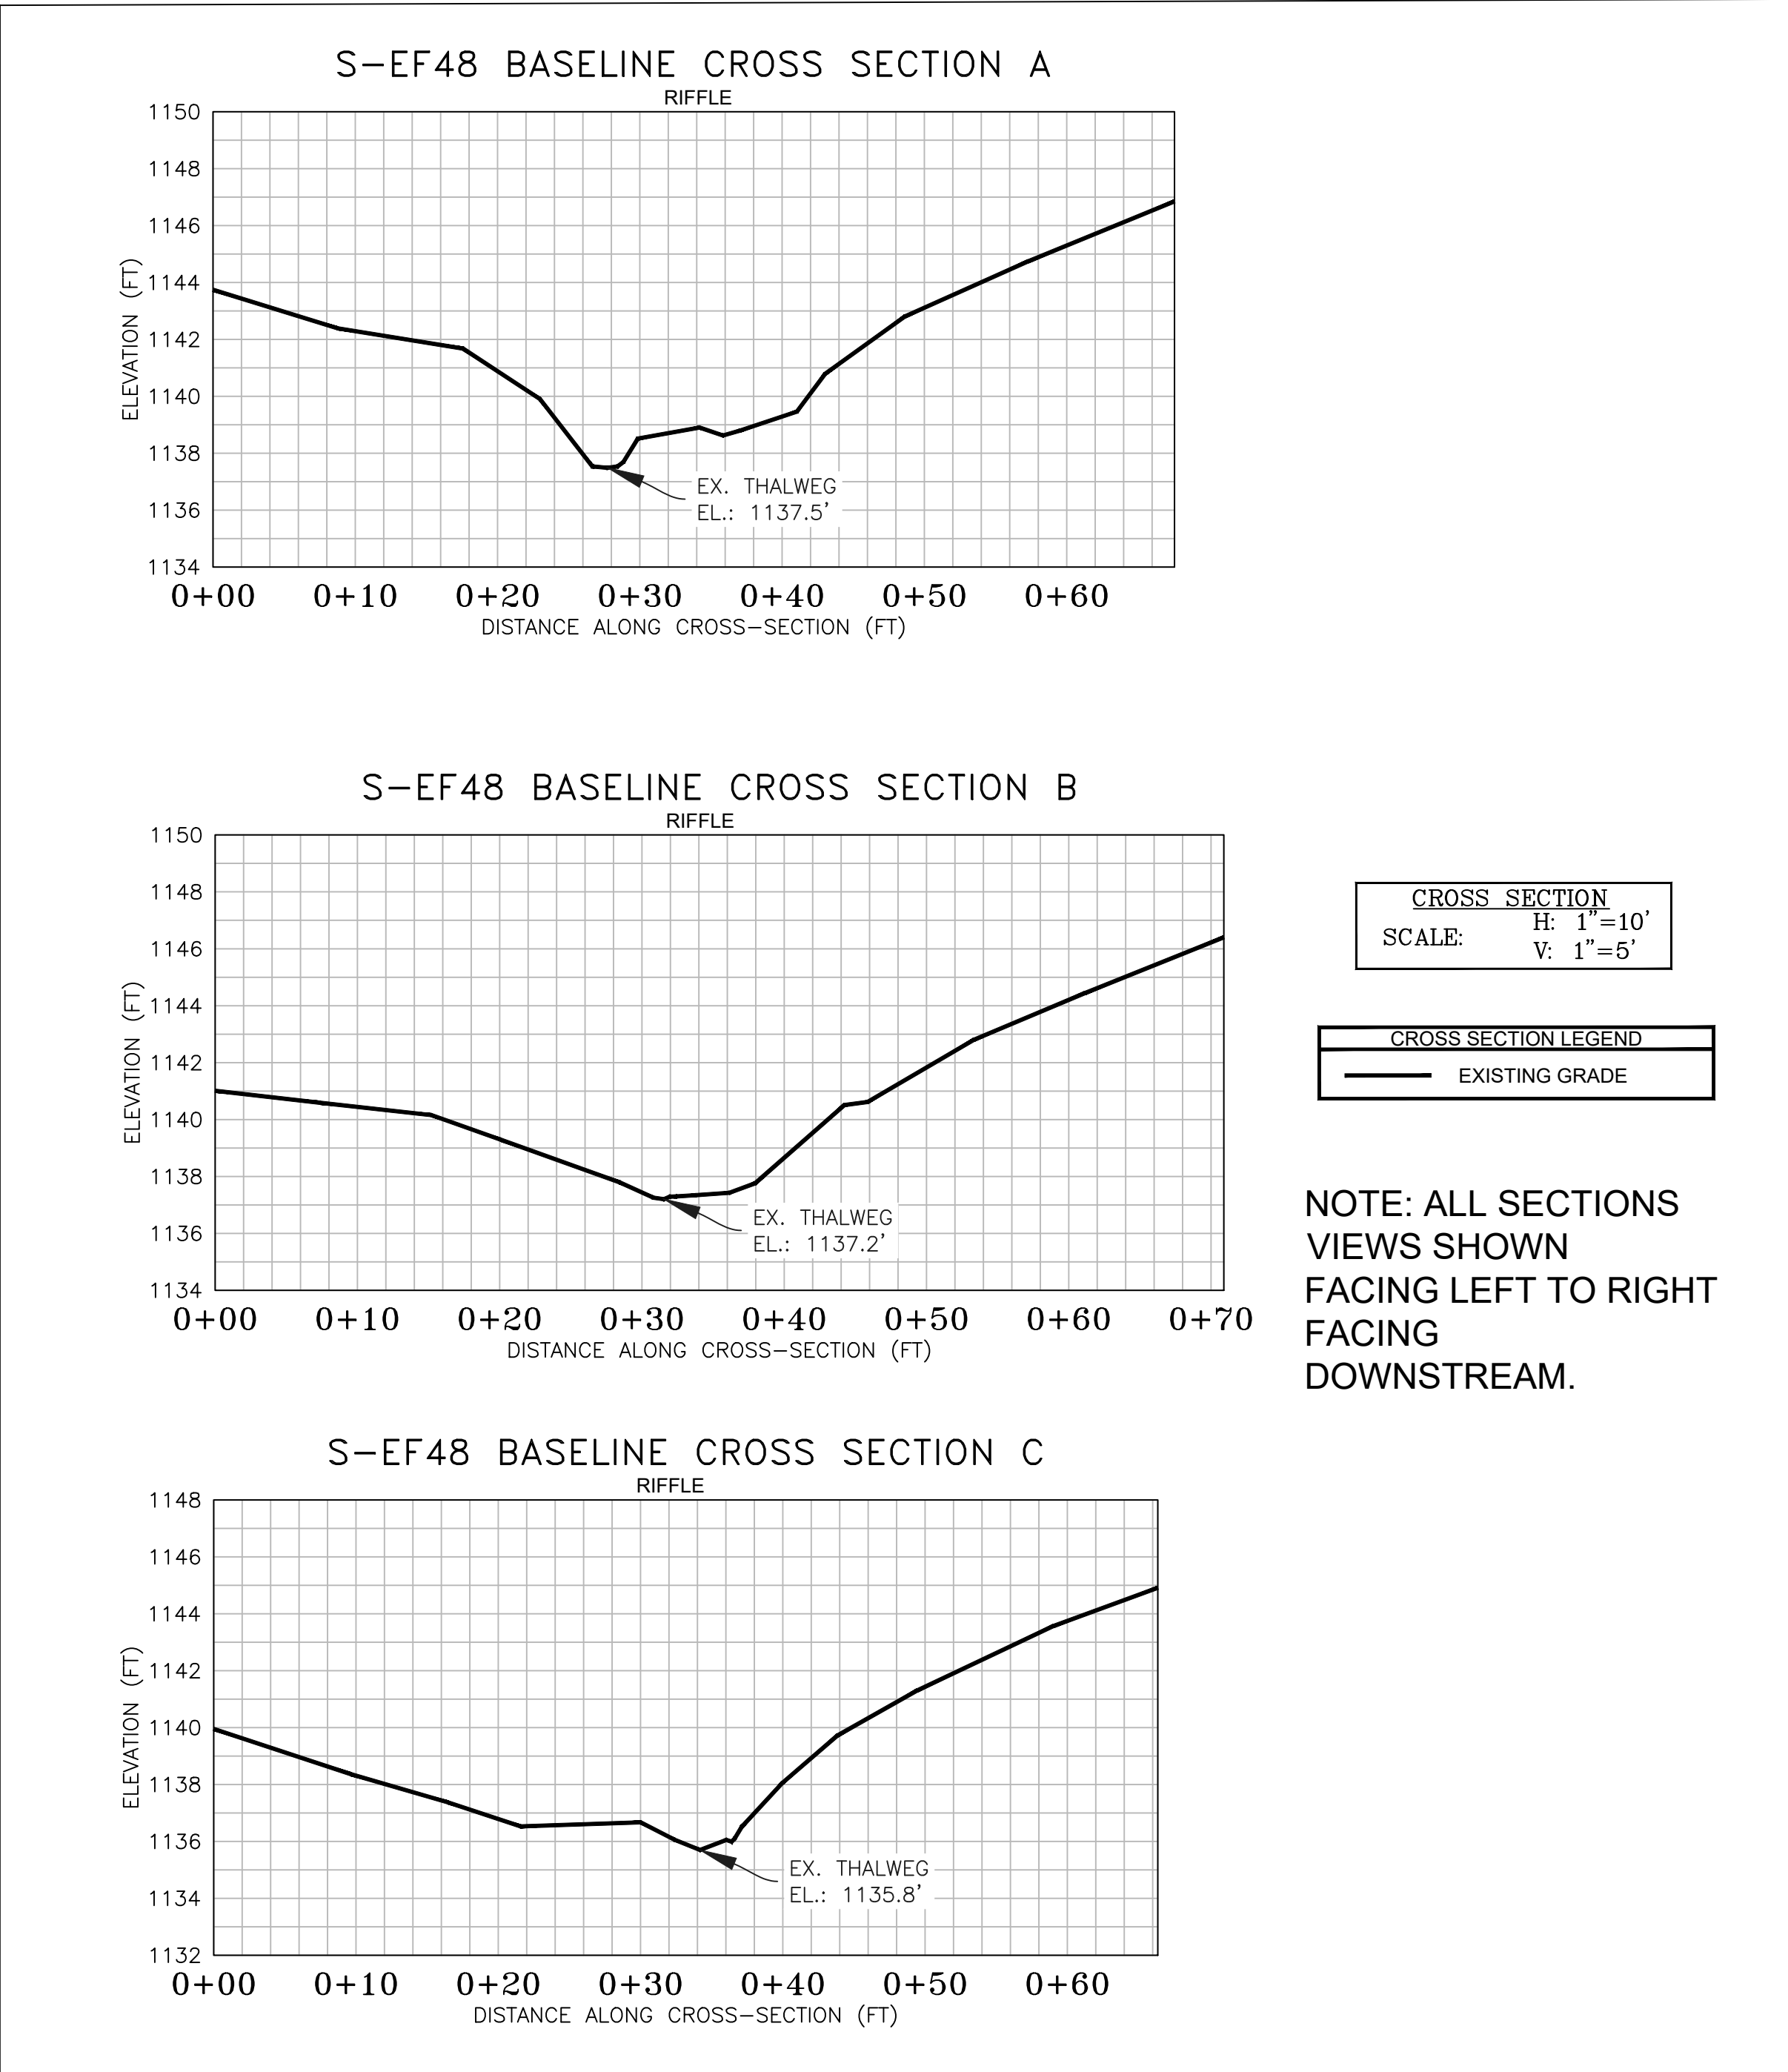 S-EF48 BASELINE CROSS SECTION A
RIFFLE
1150
1148
1146
1144
1142
1140
1138
1136
1134
ELEVATION (FT)
EX. THALWEG
EL.: 1137.5'
0+00 0+10 0+20 0+30 0+40 0+50 0+60
DISTANCE ALONG CROSS-SECTION (FT)
S-EF48 BASELINE CROSS SECTION B
RIFFLE
1150
1148
1146
1144
1142
1140
1138
1136
1134
ELEVATION (FT)
EX. THALWEG
EL.: 1137.2'
0+00 0+10 0+20 0+30 0+40 0+50 0+60 0+70
DISTANCE ALONG CROSS-SECTION (FT)
CROSS SECTION
SCALE:
H: 1"=10'
V: 1"=5'
CROSS SECTION LEGEND
EXISTING GRADE
NOTE: ALL SECTIONS
VIEWS SHOWN
FACING LEFT TO RIGHT
FACING
DOWNSTREAM.
S-EF48 BASELINE CROSS SECTION C
RIFFLE
1148
1146
1144
1142
1140
1138
1136
1134
1132
ELEVATION (FT)
EX. THALWEG
EL.: 1135.8'
0+00 0+10 0+20 0+30 0+40 0+50 0+60
DISTANCE ALONG CROSS-SECTION (FT)